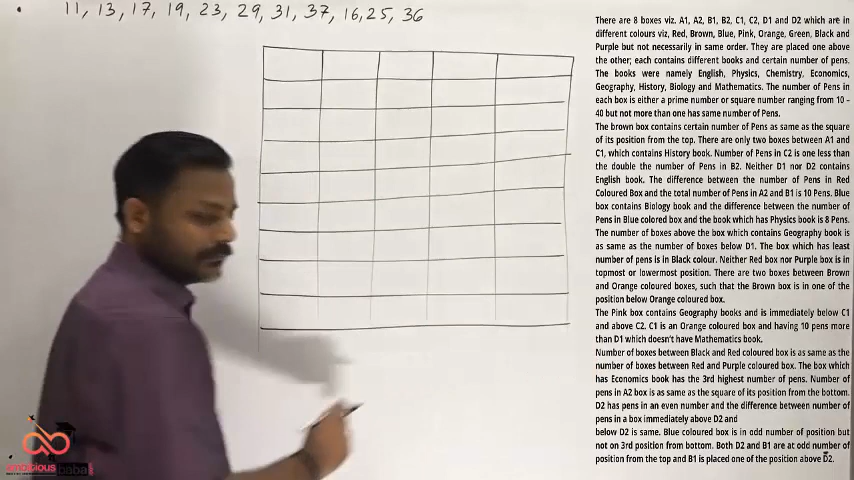 • 11, 13, 17, 19, 23, 29, 31, 37, 16, 25, 36
There are 8 boxes viz. A1, A2, B1, B2, C1, C2, D1 and D2 which are in
different colours viz, Red, Brown, Blue, Pink, Orange, Green, Black and
Purple but not necessarily in same order. They are placed one above
the other; each contains different books and certain number of pens.
The books were namely English, Physics, Chemistry, Economics,
Geography, History, Biology and Mathematics. The number of Pens in
each box is either a prime number or square number ranging from 10 –
40 but not more than one has same number of Pens.
The brown box contains certain number of Pens as same as the square
of its position from the top. There are only two boxes between A1 and
C1, which contains History book. Number of Pens in C2 is one less than
the double the number of Pens in B2. Neither D1 nor D2 contains
English book. The difference between the number of Pens in Red
Coloured Box and the total number of Pens in A2 and B1 is 10 Pens. Blue
box contains Biology book and the difference between the number of
Pens in Blue colored box and the book which has Physics book is 8 Pens.
The number of boxes above the box which contains Geography book is
as same as the number of boxes below D1. The box which has least
number of pens is in Black colour. Neither Red box nor Purple box is in
topmost or lowermost position. There are two boxes between Brown
and Orange coloured boxes, such that the Brown box is in one of the
position below Orange coloured box.
The Pink box contains Geography books and is immediately below C1
and above C2. C1 is an Orange coloured box and having 10 pens more
than D1 which doesn't have Mathematics book.
Number of boxes between Black and Red coloured box is as same as the
number of boxes between Red and Purple coloured box. The box which
has Economics book has the 3rd highest number of pens. Number of
pens in A2 box is as same as the square of its position from the bottom.
D2 has pens in an even number and the difference between number of
pens in a box immediately above D2 and
below D2 is same. Blue coloured box is in odd number of position but
not on 3rd position from bottom. Both D2 and B1 are at odd number of
position from the top and B1 is placed one of the position above D2.
ambitious
baba